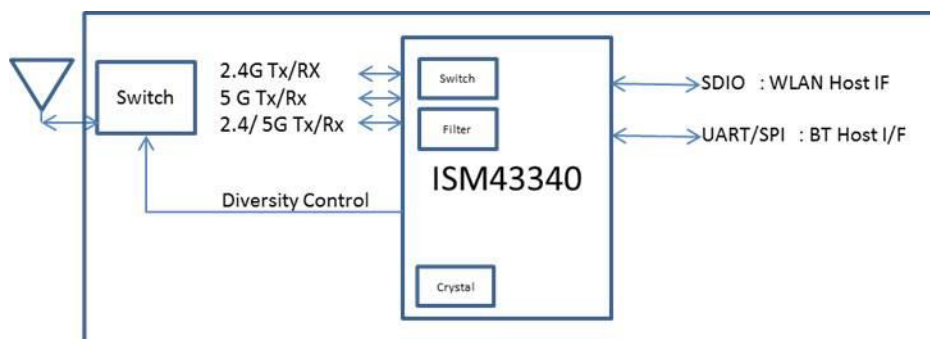 Switch
2.4G Tx/RX
5 G Tx/Rx
2.4/ 5G Tx/Rx
Diversity Control
Switch
Filter
ISM43340
Crystal
SDIO : WLAN Host IF
UART/SPI : BT Host I/F